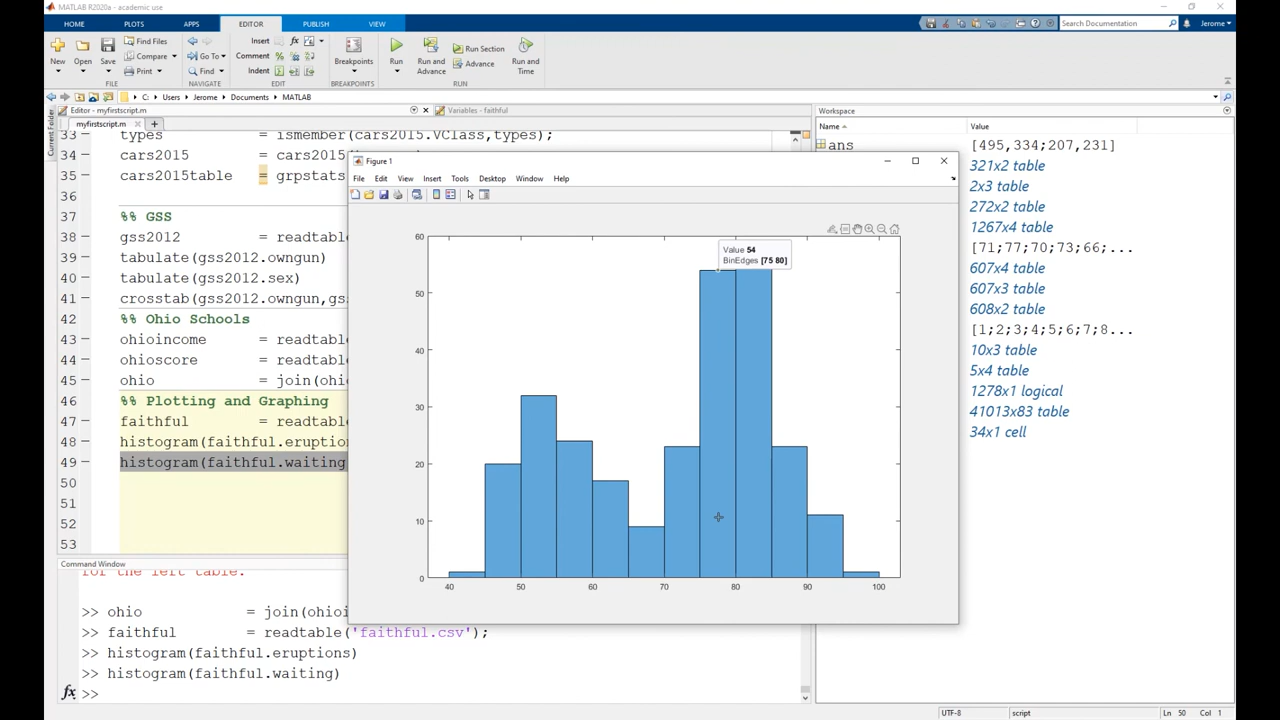 MATLAB R2020a - academic use
HOME PLOTS APPS EDITOR PUBLISH VIEW Search Documentation Jerome
New Open Save Find Files Compare Print Go To Find Insert Comment Indent fx Breakpoints Run Run and Advance Run Section Advance Run and Time
FILE NAVIGATE EDIT BREAKPOINTS RUN
C: Users Jerome Documents MATLAB
Current Folder
Editor - myfirstscript.m Variables - faithful
myfirstscript.m +
33 types = ismember(cars2015.VClass,types);
34 cars2015 = cars2015(
35 cars2015table = grpstats
36
37 %% GSS
38 gss2012 = readtab
39 tabulate(gss2012.owngun)
40 tabulate(gss2012.sex)
41 crosstab(gss2012.owngun,gs
42 %% Ohio Schools
43 ohioincome = readtabl
44 ohioscore = readtabl
45 ohio = join(ohi
46 %% Plotting and Graphing
47 faithful = readtabl
48 histogram(faithful.eruption
49 histogram(faithful.waiting
50
51
52
53
Figure 1
File Edit View Insert Tools Desktop Window Help
Value 54
BinEdges [75 80]
60
50
40
30
20
10
0
40 50 60 70 80 90 100
Command Window
for the left table.
>> ohio = join(ohioi
>> faithful = readtable('faithful.csv');
>> histogram(faithful.eruptions)
>> histogram(faithful.waiting)
fx >>
Workspace
Name Value
ans [495,334;207,231]
321x2 table
2x3 table
272x2 table
1267x4 table
[71;77;70;73;66;...
607x4 table
607x3 table
608x2 table
[1;2;3;4;5;6;7;8...
10x3 table
5x4 table
1278x1 logical
41013x83 table
34x1 cell
UTF-8 script Ln 50 Col 1